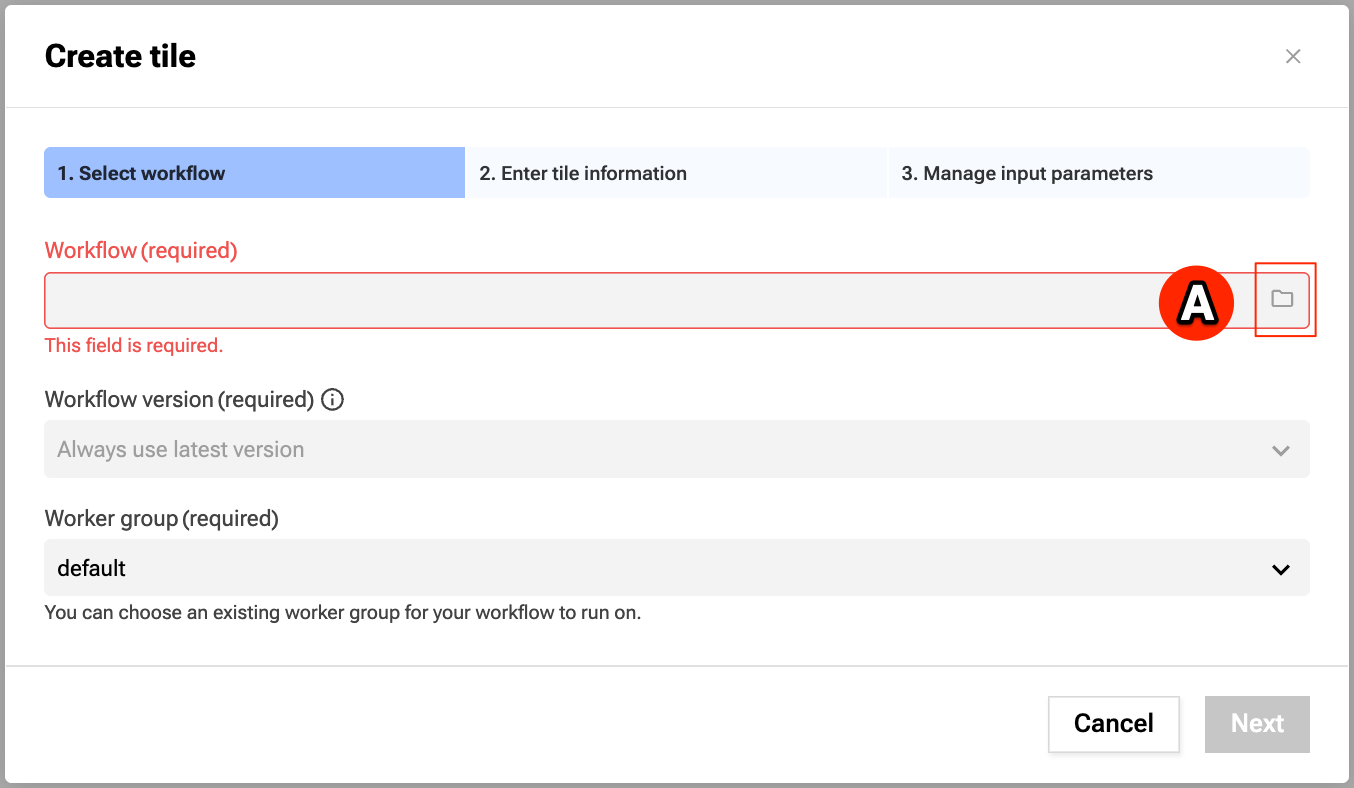 Create tile
1. Select workflow
2. Enter tile information
3. Manage input parameters
Workflow (required)
A
This field is required.
Workflow version (required)
Always use latest version
Worker group (required)
default
You can choose an existing worker group for your workflow to run on.
Cancel
Next